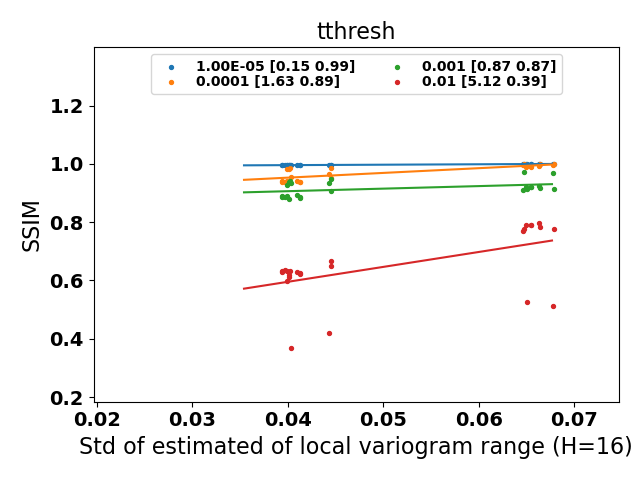 tthresh
1.00E-05 [0.15 0.99]
0.0001 [1.63 0.89]
0.001 [0.87 0.87]
0.01 [5.12 0.39]
SSIM
1.2
1.0
0.8
0.6
0.4
0.2
0.02 0.03 0.04 0.05 0.06 0.07
Std of estimated of local variogram range (H=16)